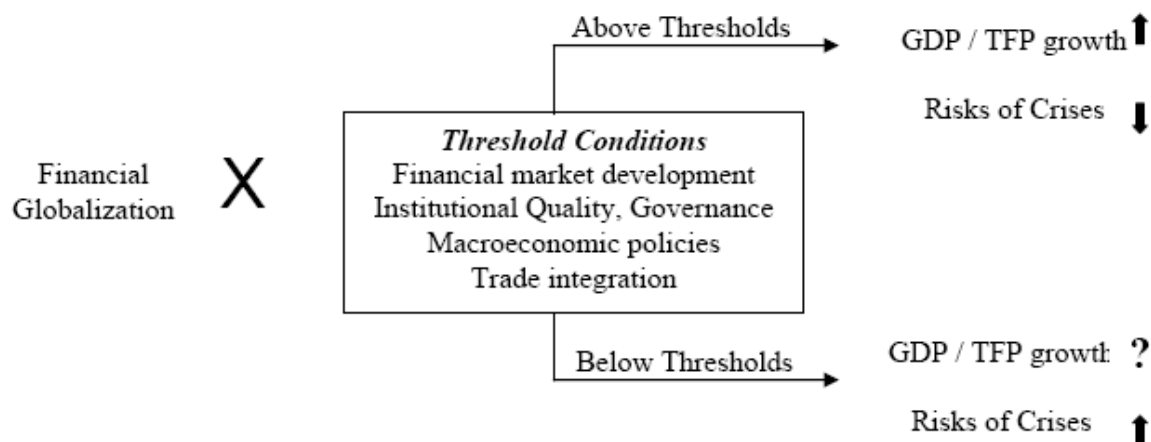 Above Thresholds
GDP / TFP growth
Risks of Crises
Financial
Globalization
X
Threshold Conditions
Financial market development
Institutional Quality, Governance
Macroeconomic policies
Trade integration
Below Thresholds
GDP / TFP growth ?
Risks of Crises